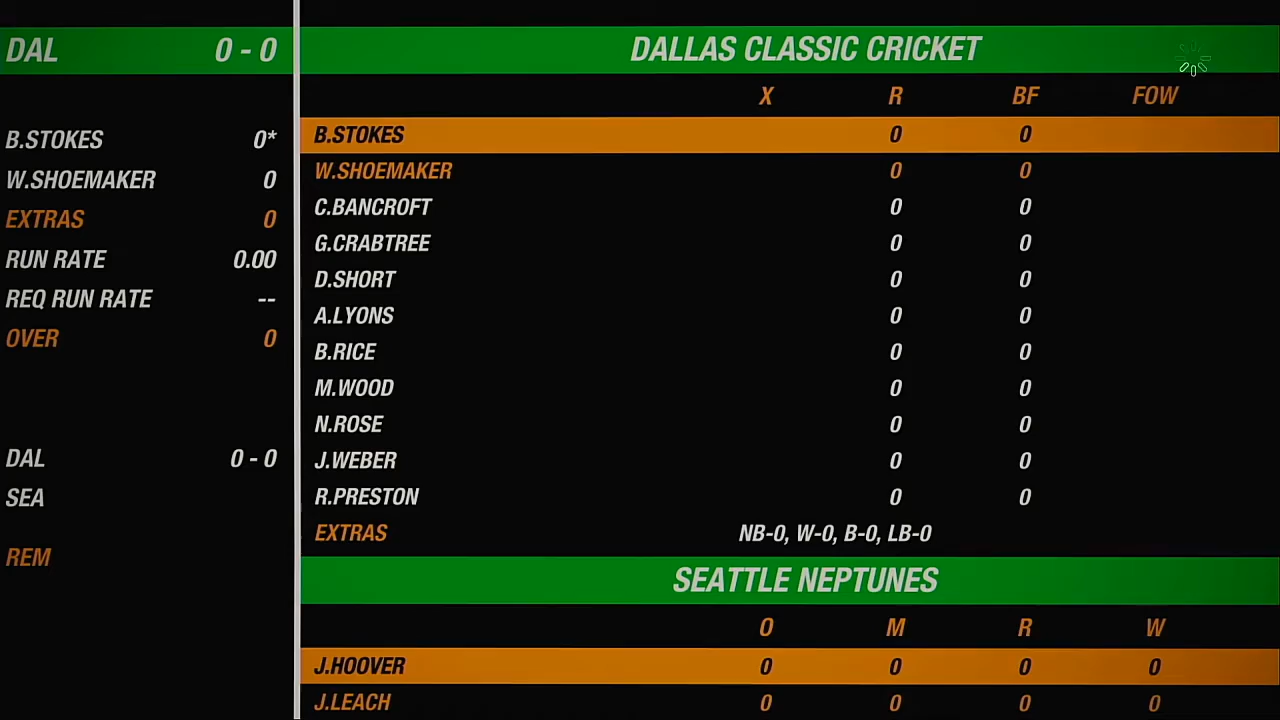 DAL 0 - 0
B.STOKES 0*
W.SHOEMAKER 0
EXTRAS 0
RUN RATE 0.00
REQ RUN RATE --
OVER 0
DAL 0 - 0
SEA
REM
DALLAS CLASSIC CRICKET
X R BF FOW
B.STOKES 0 0
W.SHOEMAKER 0 0
C.BANCROFT 0 0
G.CRABTREE 0 0
D.SHORT 0 0
A.LYONS 0 0
B.RICE 0 0
M.WOOD 0 0
N.ROSE 0 0
J.WEBER 0 0
R.PRESTON 0 0
EXTRAS NB-0, W-0, B-0, LB-0
SEATTLE NEPTUNES
O M R W
J.HOOVER 0 0 0 0
J.LEACH 0 0 0 0